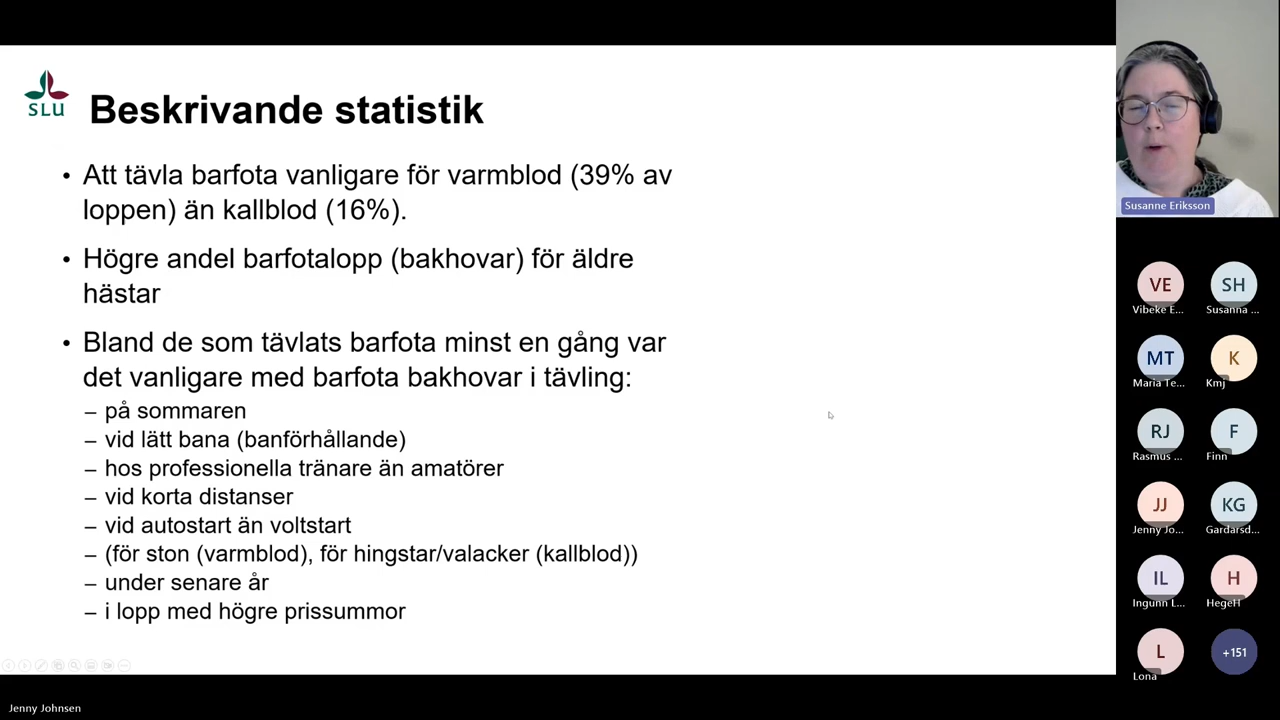 SLU
Beskrivande statistik
• Att tävla barfota vanligare för varmblod (39% av
loppen) än kallblod (16%).
• Högre andel barfotalopp (bakhovar) för äldre
hästar
• Bland de som tävlats barfota minst en gång var
det vanligare med barfota bakhovar i tävling:
– på sommaren
– vid lätt bana (banförhållande)
– hos professionella tränare än amatörer
– vid korta distanser
– vid autostart än voltstart
– (för ston (varmblod), för hingstar/valacker (kallblod))
– under senare år
– i lopp med högre prissummor
Susanne Eriksson
VE
Vibeke E...
SH
Susanna ...
MT
Maria Te...
K
Kmj
RJ
Rasmus ...
F
Finn
JJ
Jenny Jo...
KG
Gardarsd...
IL
Ingunn L...
H
HegeH
L
Lona
+151
Jenny Johnsen